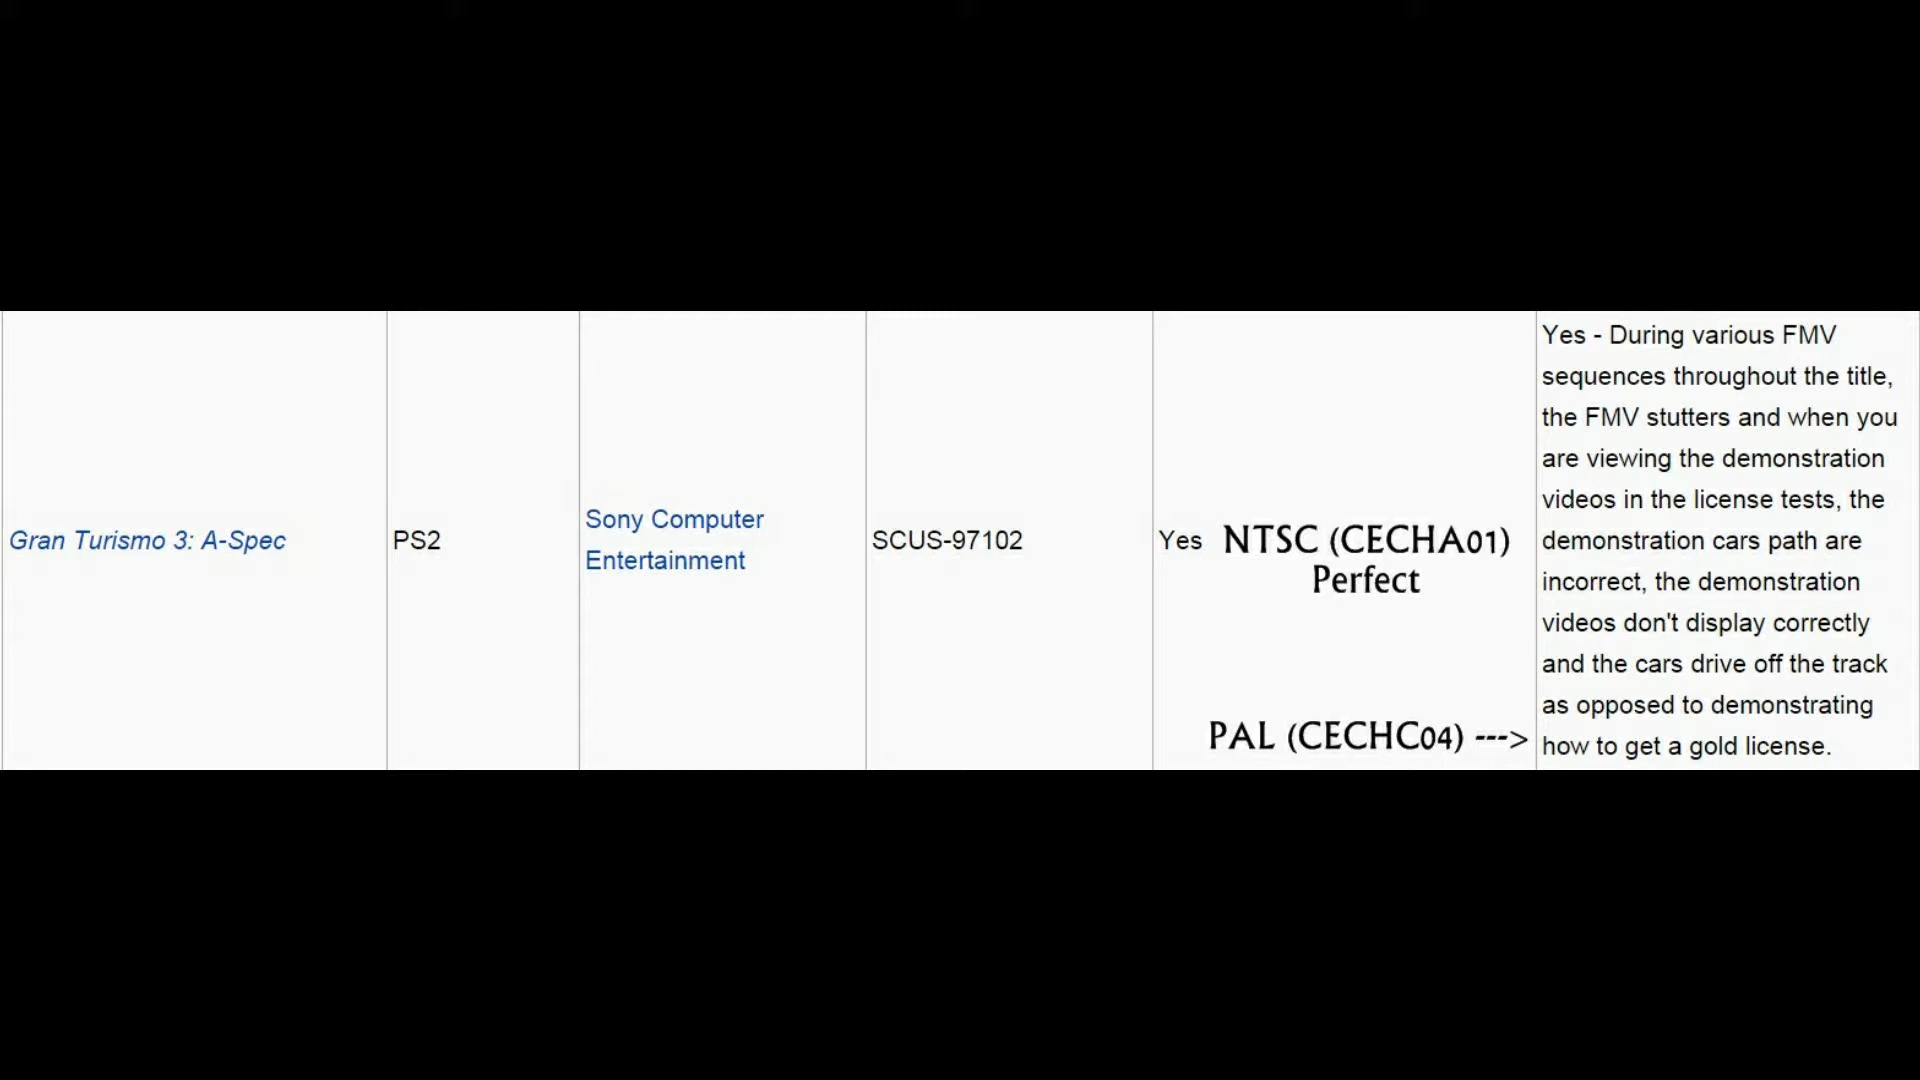 Gran Turismo 3: A-Spec
PS2
Sony Computer
Entertainment
SCUS-97102
Yes
NTSC (CECHA01)
Perfect
PAL (CECHC04) --->
Yes - During various FMV
sequences throughout the title,
the FMV stutters and when you
are viewing the demonstration
videos in the license tests, the
demonstration cars path are
incorrect, the demonstration
videos don't display correctly
and the cars drive off the track
as opposed to demonstrating
how to get a gold license.